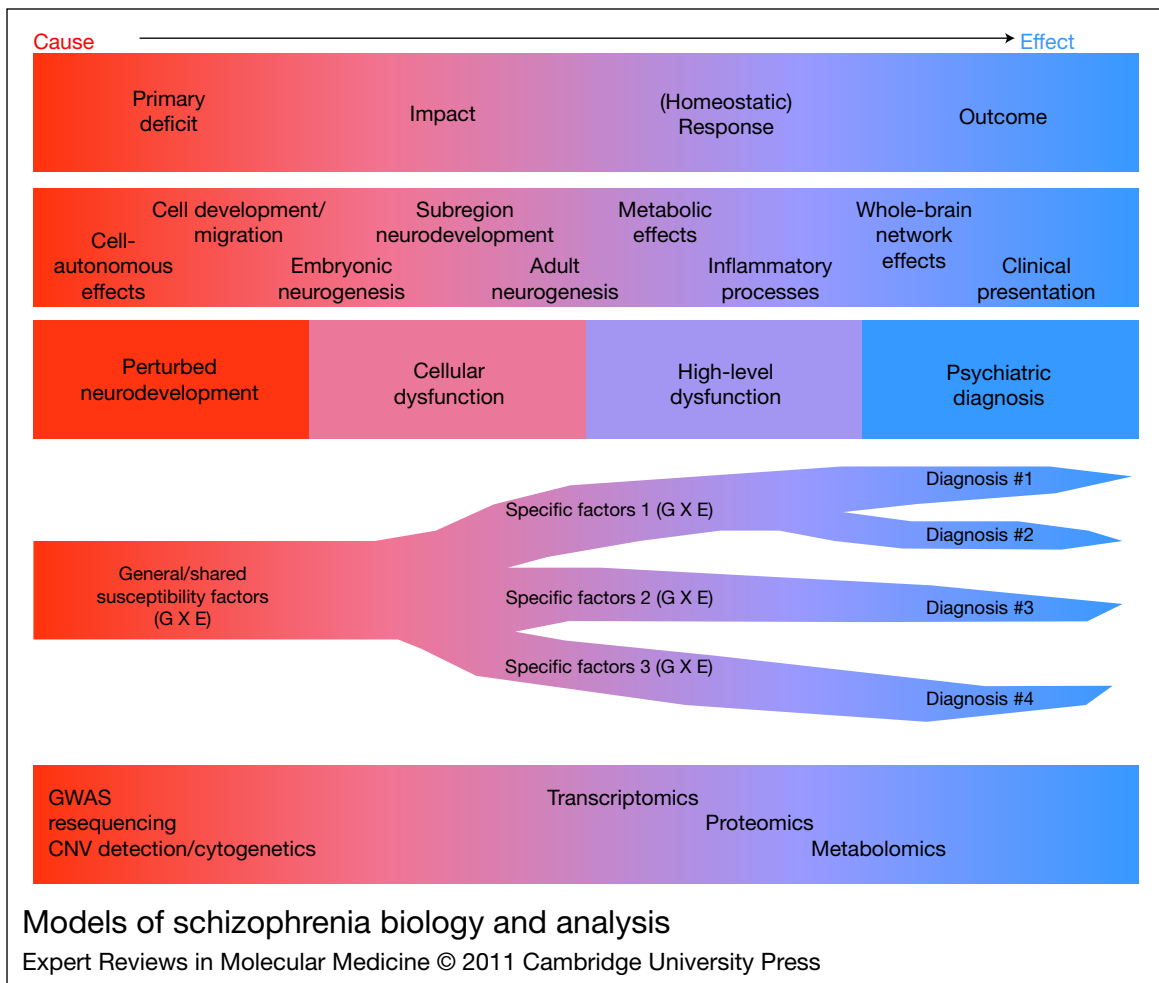 Cause
Effect
Primary
deficit
Impact
(Homeostatic)
Response
Outcome
Cell-
autonomous
effects
Cell development/
migration
Embryonic
neurogenesis
Subregion
neurodevelopment
Adult
neurogenesis
Metabolic
effects
Inflammatory
processes
Whole-brain
network
effects
Clinical
presentation
Perturbed
neurodevelopment
Cellular
dysfunction
High-level
dysfunction
Psychiatric
diagnosis
General/shared
susceptibility factors
(G X E)
Specific factors 1 (G X E)
Specific factors 2 (G X E)
Specific factors 3 (G X E)
Diagnosis #1
Diagnosis #2
Diagnosis #3
Diagnosis #4
GWAS
resequencing
CNV detection/cytogenetics
Transcriptomics
Proteomics
Metabolomics
Models of schizophrenia biology and analysis
Expert Reviews in Molecular Medicine © 2011 Cambridge University Press